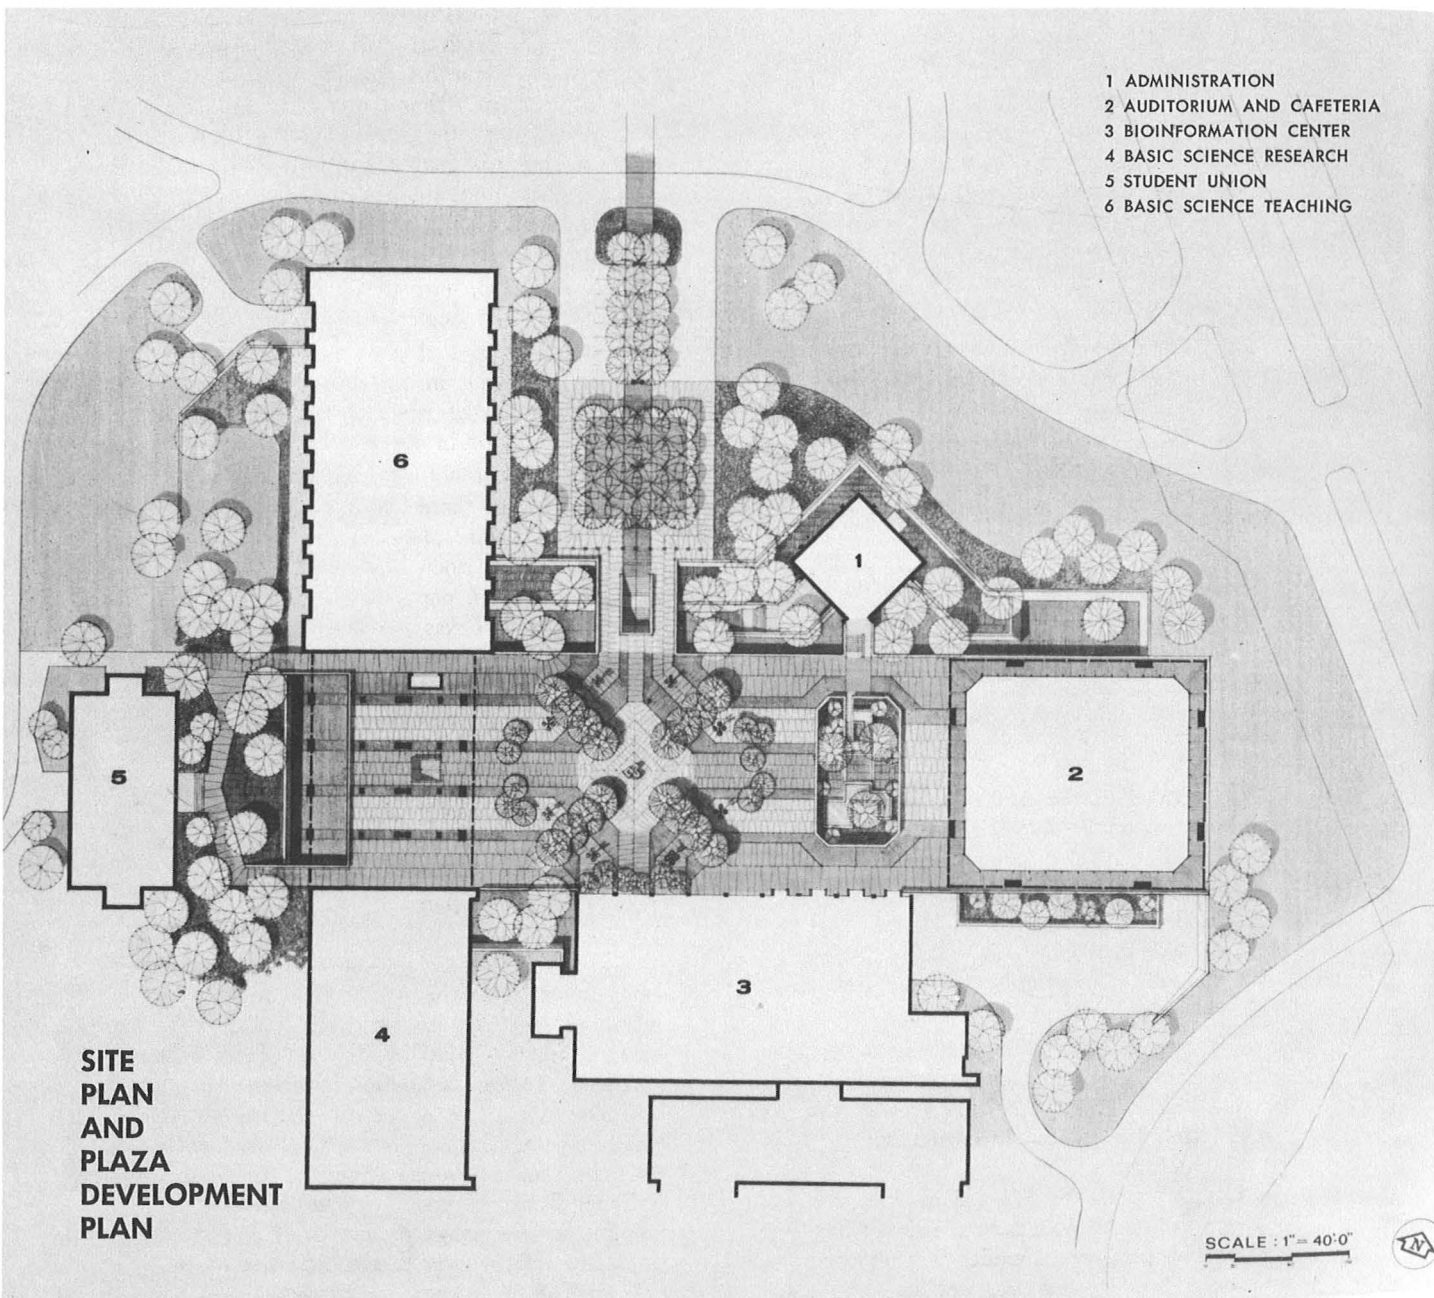 1 ADMINISTRATION
2 AUDITORIUM AND CAFETERIA
3 BIOINFORMATION CENTER
4 BASIC SCIENCE RESEARCH
5 STUDENT UNION
6 BASIC SCIENCE TEACHING
6
1
5
2
3
4
SITE
PLAN
AND
PLAZA
DEVELOPMENT
PLAN
SCALE : 1"= 40'-0"
N